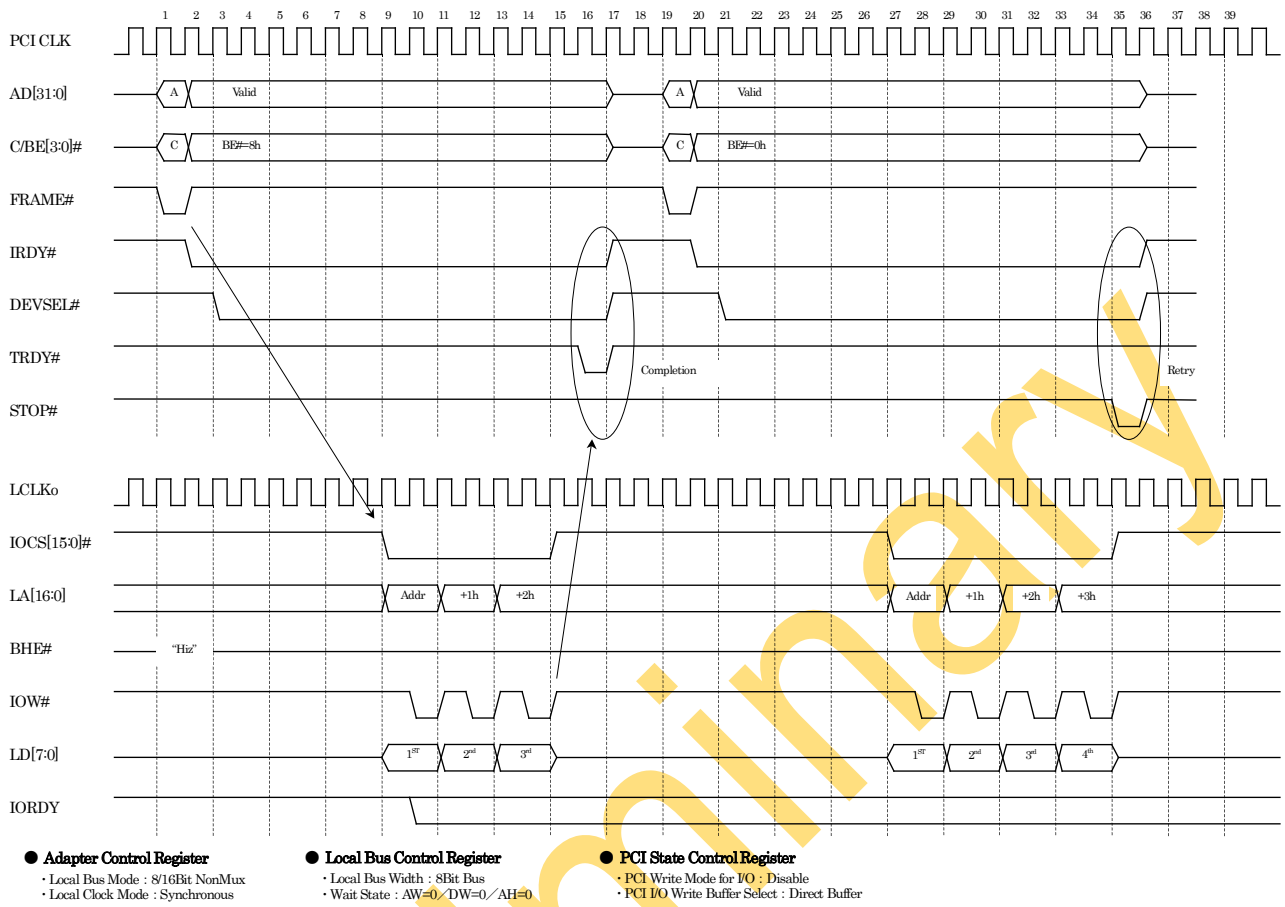 1 2 3 4 5 6 7 8 9 10 11 12 13 14 15 16 17 18 19 20 21 22 23 24 25 26 27 28 29 30 31 32 33 34 35 36 37 38 39
PCI CLK
AD[31:0] A Valid A Valid
C/BE[3:0]# C BE#=8h C BE#=0h
FRAME#
IRDY#
DEVSEL#
TRDY#
Completion Retry
STOP#
LCLKo
IOCS[15:0]#
LA[16:0] Addr +1h +2h Addr +1h +2h +3h
BHE# “Hiz”
IOW#
LD[7:0] 1ST 2nd 3rd 1ST 2nd 3rd 4th
IORDY
● Adapter Control Register
・Local Bus Mode : 8/16Bit NonMux
・Local Clock Mode : Synchronous
● Local Bus Control Register
・Local Bus Width : 8Bit Bus
・Wait State : AW=0／DW=0／AH=0
● PCI State Control Register
・PCI Write Mode for I/O : Disable
・PCI I/O Write Buffer Select : Direct Buffer